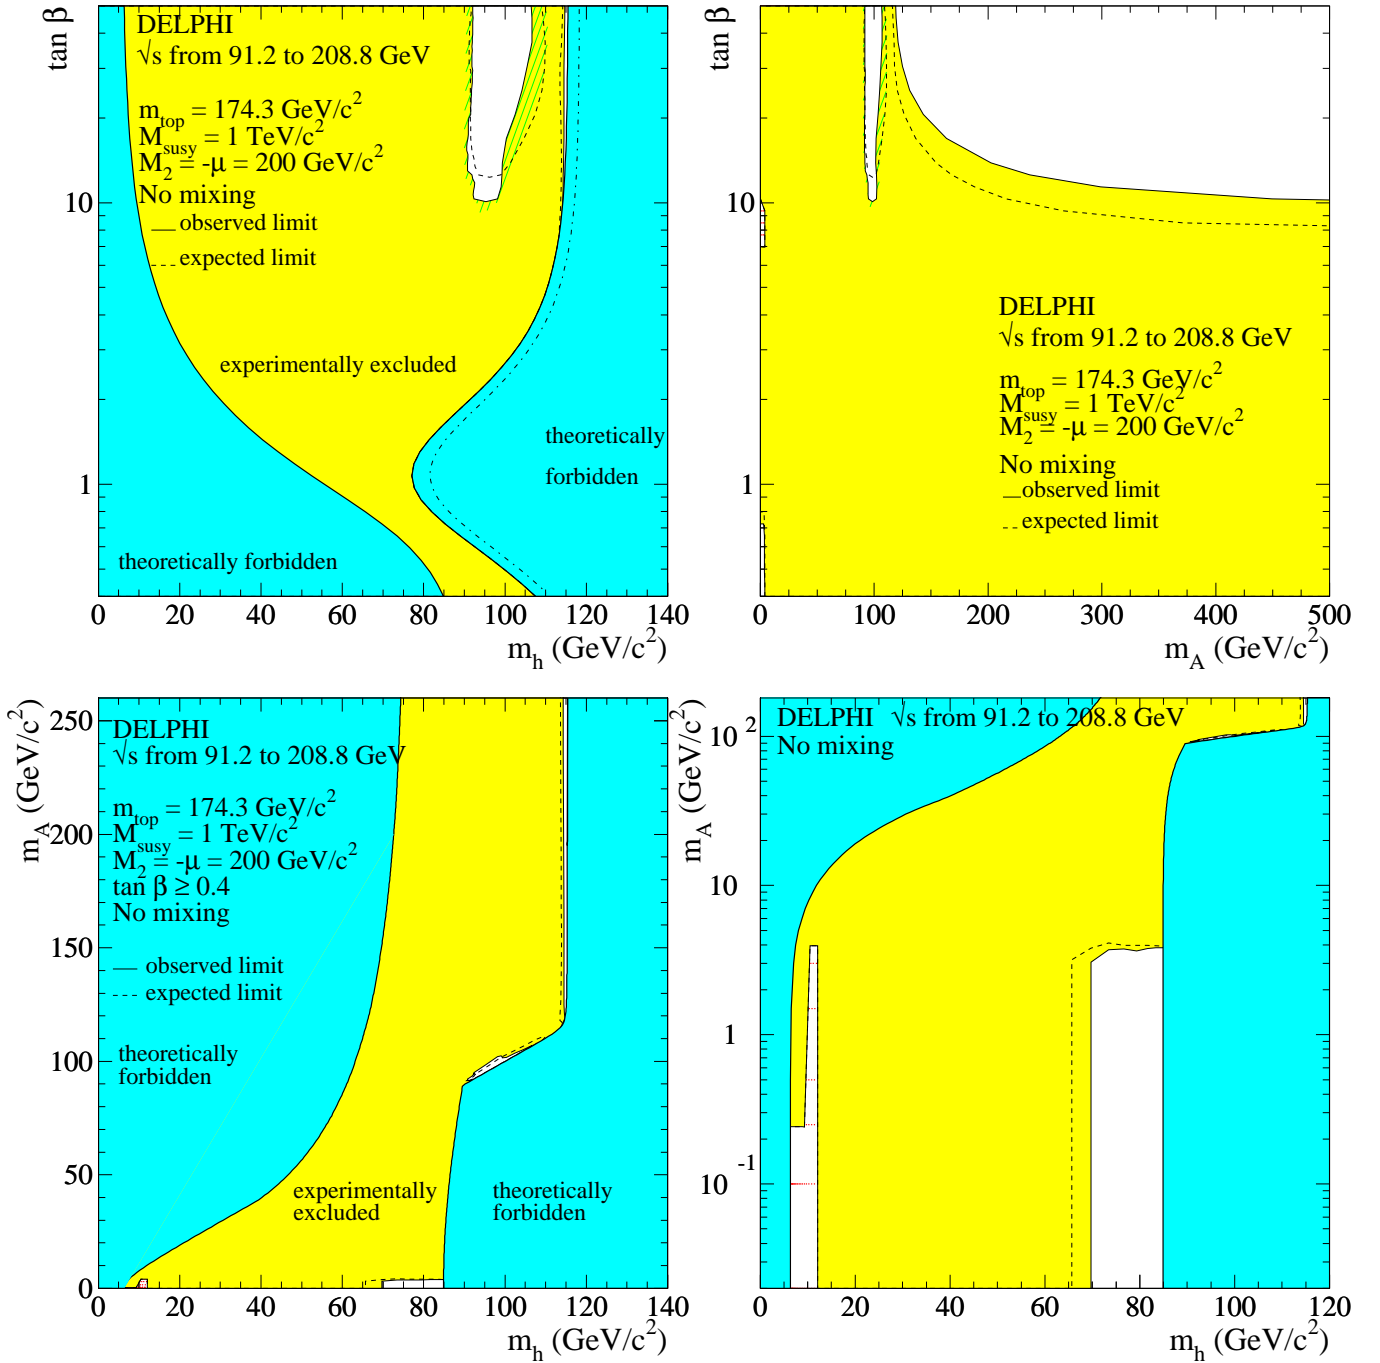 tan β
DELPHI
√s from 91.2 to 208.8 GeV
m_top = 174.3 GeV/c²
M_susy = 1 TeV/c²
M₂ = -μ = 200 GeV/c²
No mixing
observed limit
expected limit
experimentally excluded
theoretically
forbidden
theoretically forbidden
10
1
0 20 40 60 80 100 120 140
m_h (GeV/c²)
tan β
10
1
DELPHI
√s from 91.2 to 208.8 GeV
m_top = 174.3 GeV/c²
M_susy = 1 TeV/c²
M₂ = -μ = 200 GeV/c²
No mixing
observed limit
expected limit
0 100 200 300 400 500
m_A (GeV/c²)
m_A (GeV/c²)
250
200
150
100
50
0
DELPHI
√s from 91.2 to 208.8 GeV
m_top = 174.3 GeV/c²
M_susy = 1 TeV/c²
M₂ = -μ = 200 GeV/c²
tan β ≥ 0.4
No mixing
observed limit
expected limit
theoretically
forbidden
experimentally
excluded
theoretically
forbidden
0 20 40 60 80 100 120 140
m_h (GeV/c²)
m_A (GeV/c²)
DELPHI √s from 91.2 to 208.8 GeV
No mixing
10²
10
1
10⁻¹
0 20 40 60 80 100 120
m_h (GeV/c²)